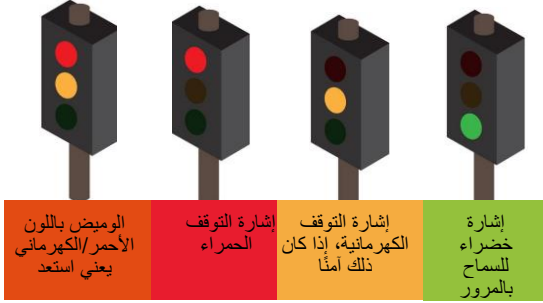 إشارة
خضراء
للسماح
بالمرور
إشارة التوقف
الكهرمانية، إذا كان
ذلك آمنًا
إشارة التوقف
الحمراء
الوميض باللون
الأحمر/الكهرماني
يعني استعد